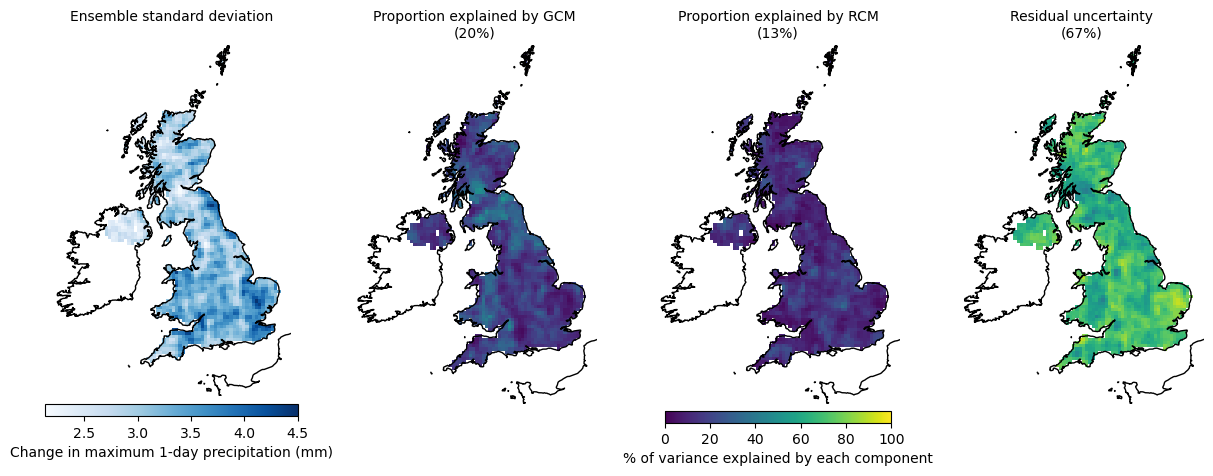 Ensemble standard deviation
Proportion explained by GCM
(20%)
Proportion explained by RCM
(13%)
Residual uncertainty
(67%)
2.5 3.0 3.5 4.0 4.5
Change in maximum 1-day precipitation (mm)
0 20 40 60 80 100
% of variance explained by each component